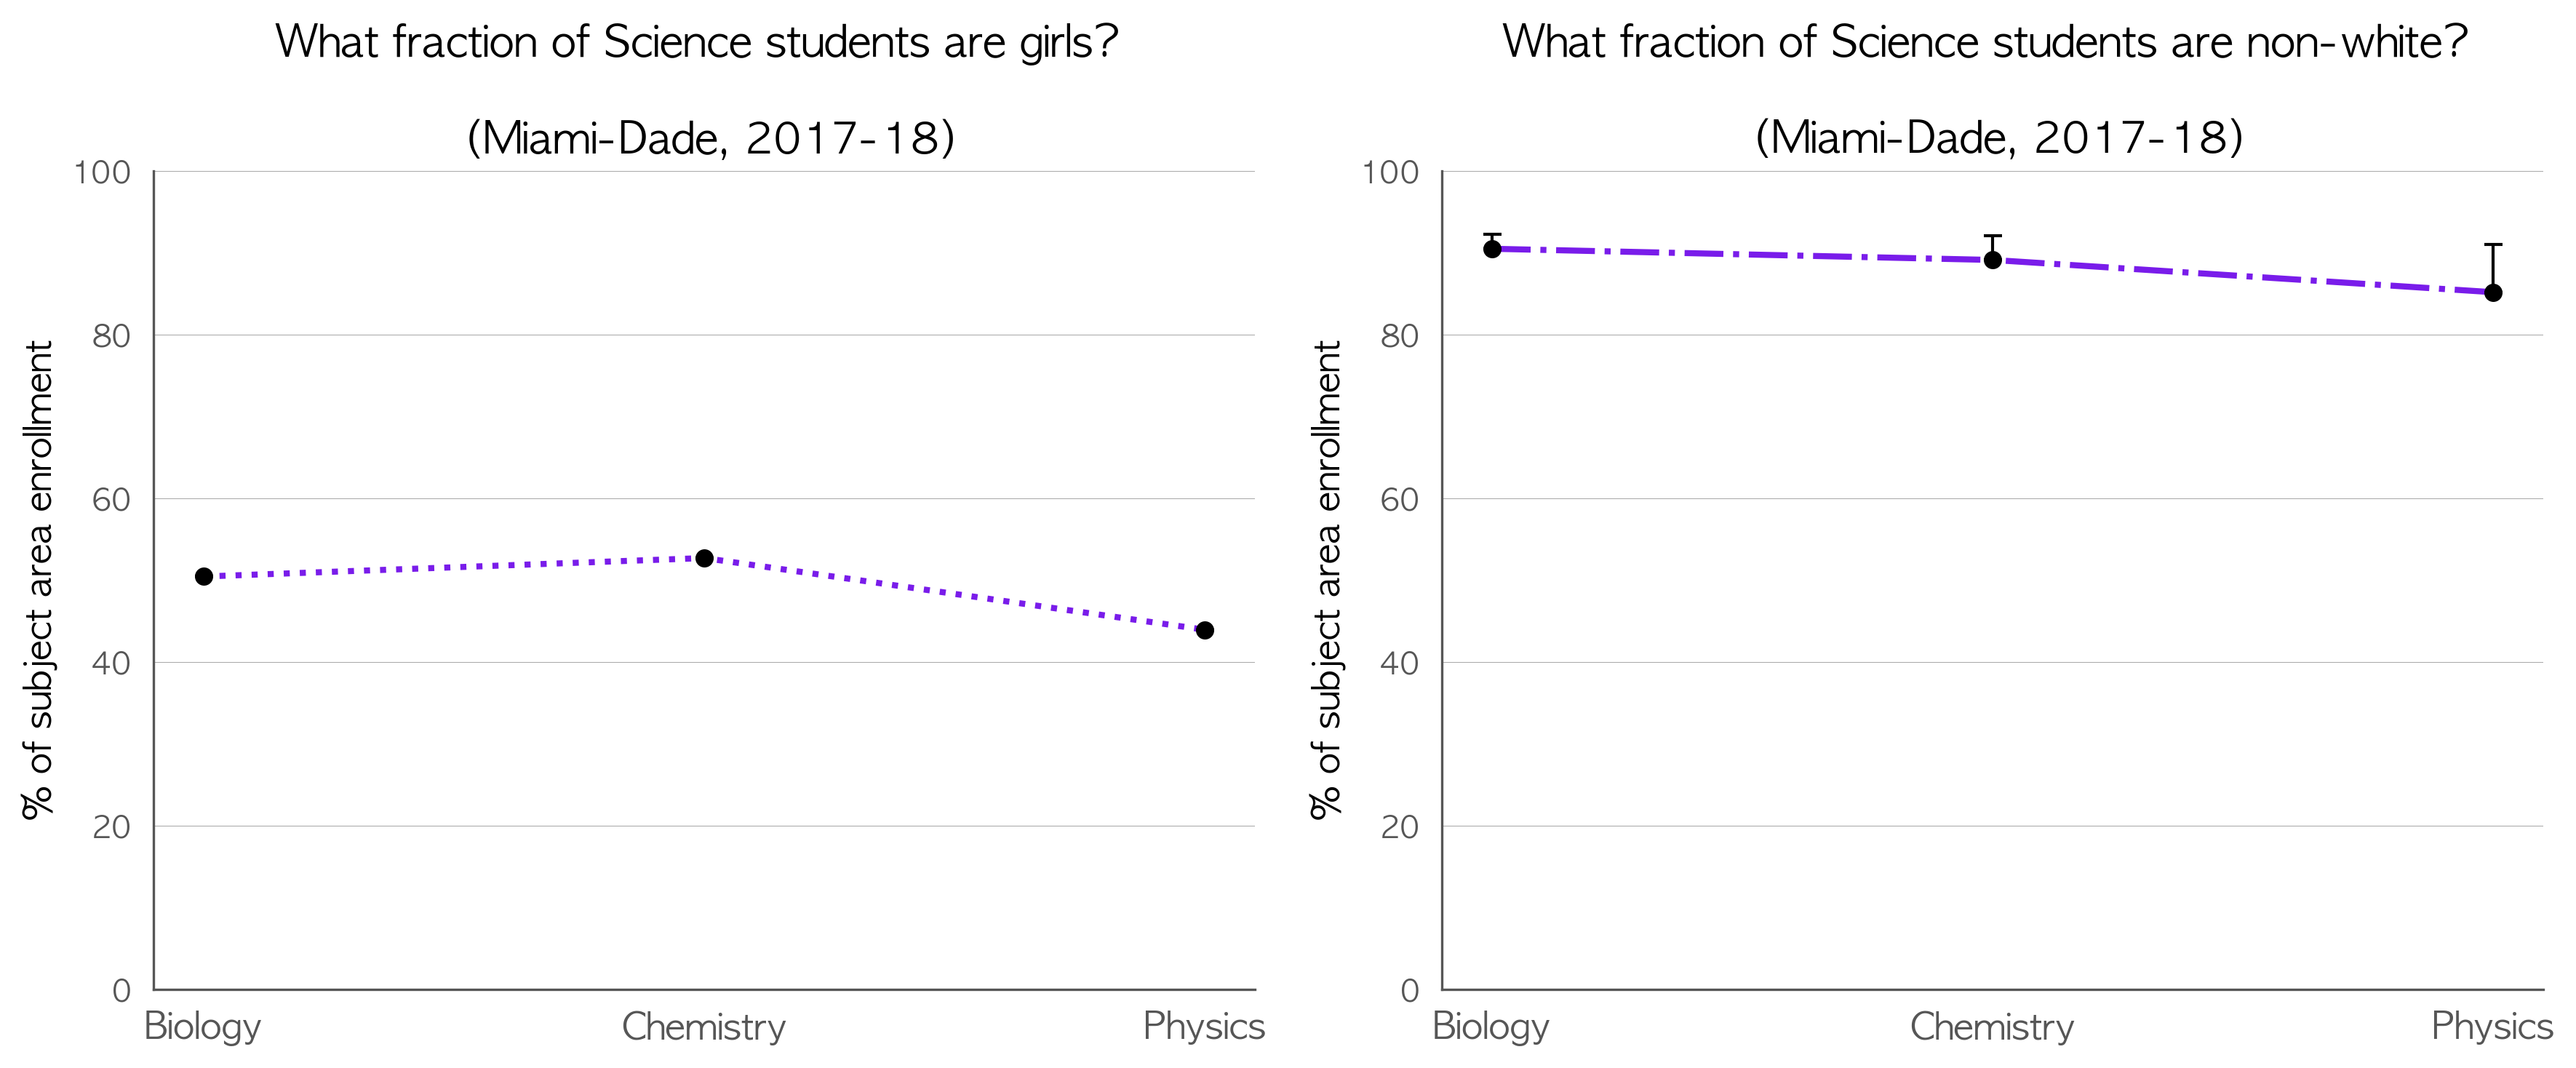 What fraction of Science students are girls?
(Miami-Dade, 2017-18)
% of subject area enrollment
100
80
60
40
20
0
Biology
Chemistry
Physics
What fraction of Science students are non-white?
(Miami-Dade, 2017-18)
% of subject area enrollment
100
80
60
40
20
0
Biology
Chemistry
Physics